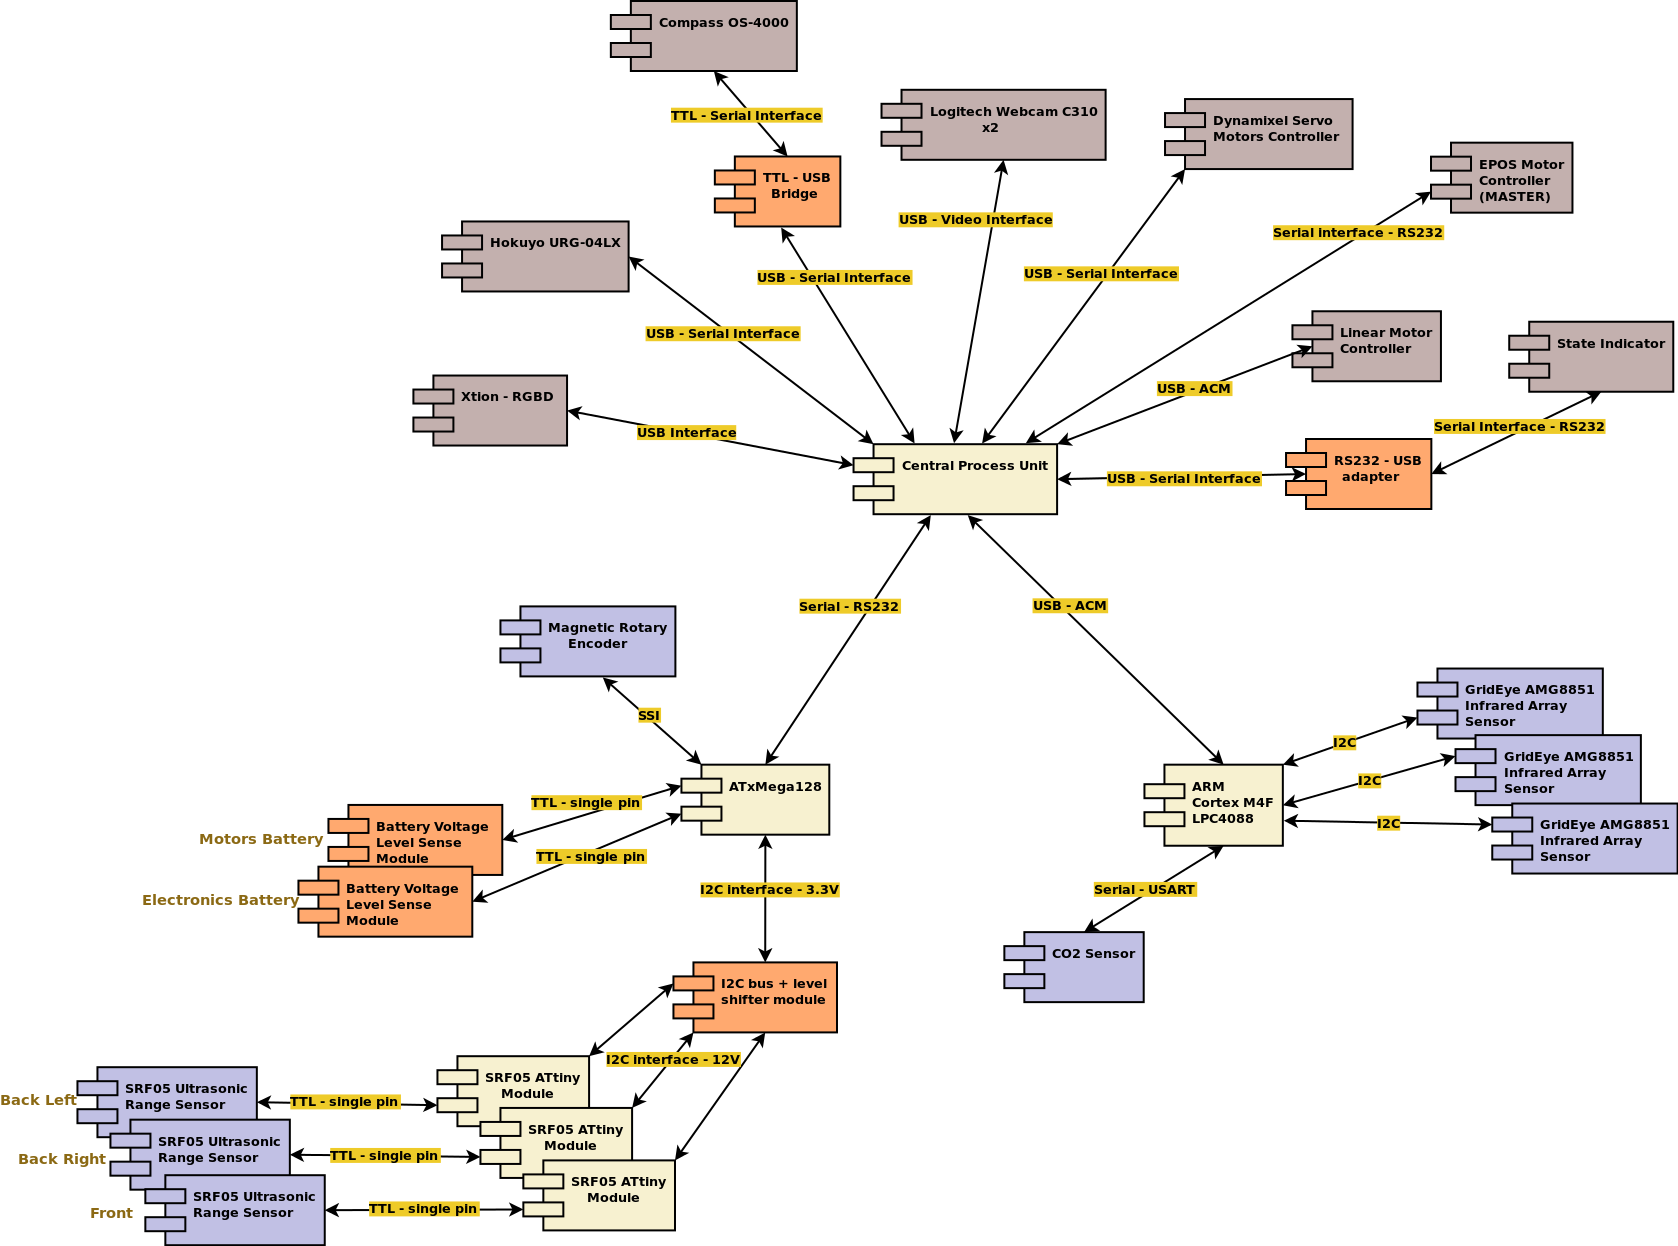 Compass OS-4000
TTL - Serial Interface
Logitech Webcam C310
x2
Dynamixel Servo
Motors Controller
EPOS Motor
Controller
(MASTER)
TTL - USB
Bridge
USB - Video Interface
Serial interface - RS232
Hokuyo URG-04LX
USB - Serial Interface
USB - Serial Interface
USB - Serial Interface
Linear Motor
Controller
State Indicator
USB - ACM
Xtion - RGBD
USB Interface
Serial Interface - RS232
Central Process Unit
USB - Serial Interface
RS232 - USB
adapter
Serial - RS232
USB - ACM
Magnetic Rotary
Encoder
SSI
GridEye AMG8851
Infrared Array
Sensor
I2C
GridEye AMG8851
Infrared Array
Sensor
I2C
GridEye AMG8851
Infrared Array
Sensor
I2C
ATxMega128
ARM
Cortex M4F
LPC4088
TTL - single pin
Motors Battery
Battery Voltage
Level Sense
Module
TTL - single pin
Electronics Battery
Battery Voltage
Level Sense
Module
I2C interface - 3.3V
Serial - USART
CO2 Sensor
I2C bus + level
shifter module
I2C interface - 12V
SRF05 ATtiny
Module
Back Left
SRF05 Ultrasonic
Range Sensor
TTL - single pin
SRF05 ATtiny
Module
Back Right
SRF05 Ultrasonic
Range Sensor
TTL - single pin
SRF05 ATtiny
Module
Front
SRF05 Ultrasonic
Range Sensor
TTL - single pin